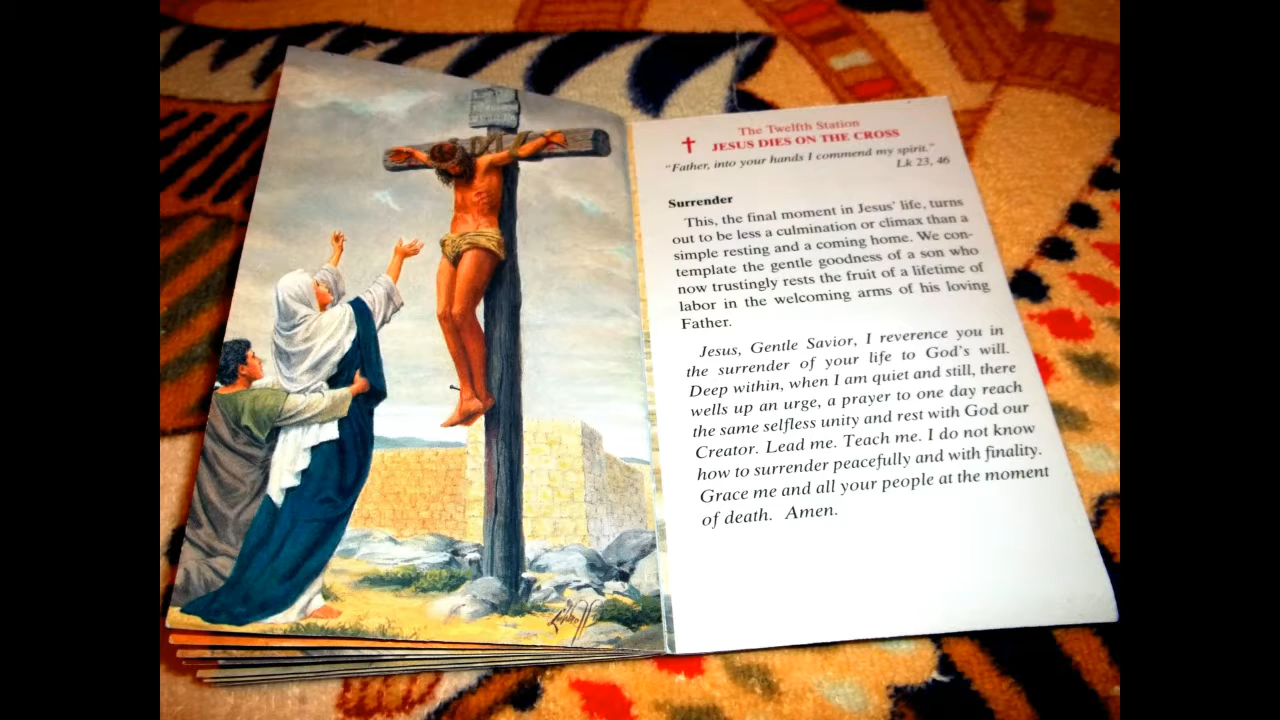 The Twelfth Station
JESUS DIES ON THE CROSS
"Father, into your hands I commend my spirit."
Lk 23, 46
Surrender
This, the final moment in Jesus' life, turns
out to be less a culmination or climax than a
simple resting and a coming home. We con-
template the gentle goodness of a son who
now trustingly rests the fruit of a lifetime of
labor in the welcoming arms of his loving
Father.
Jesus, Gentle Savior, I reverence you in
the surrender of your life to God's will.
Deep within, when I am quiet and still, there
wells up an urge, a prayer to one day reach
the same selfless unity and rest with God our
Creator. Lead me. Teach me. I do not know
how to surrender peacefully and with finality.
Grace me and all your people at the moment
of death. Amen.